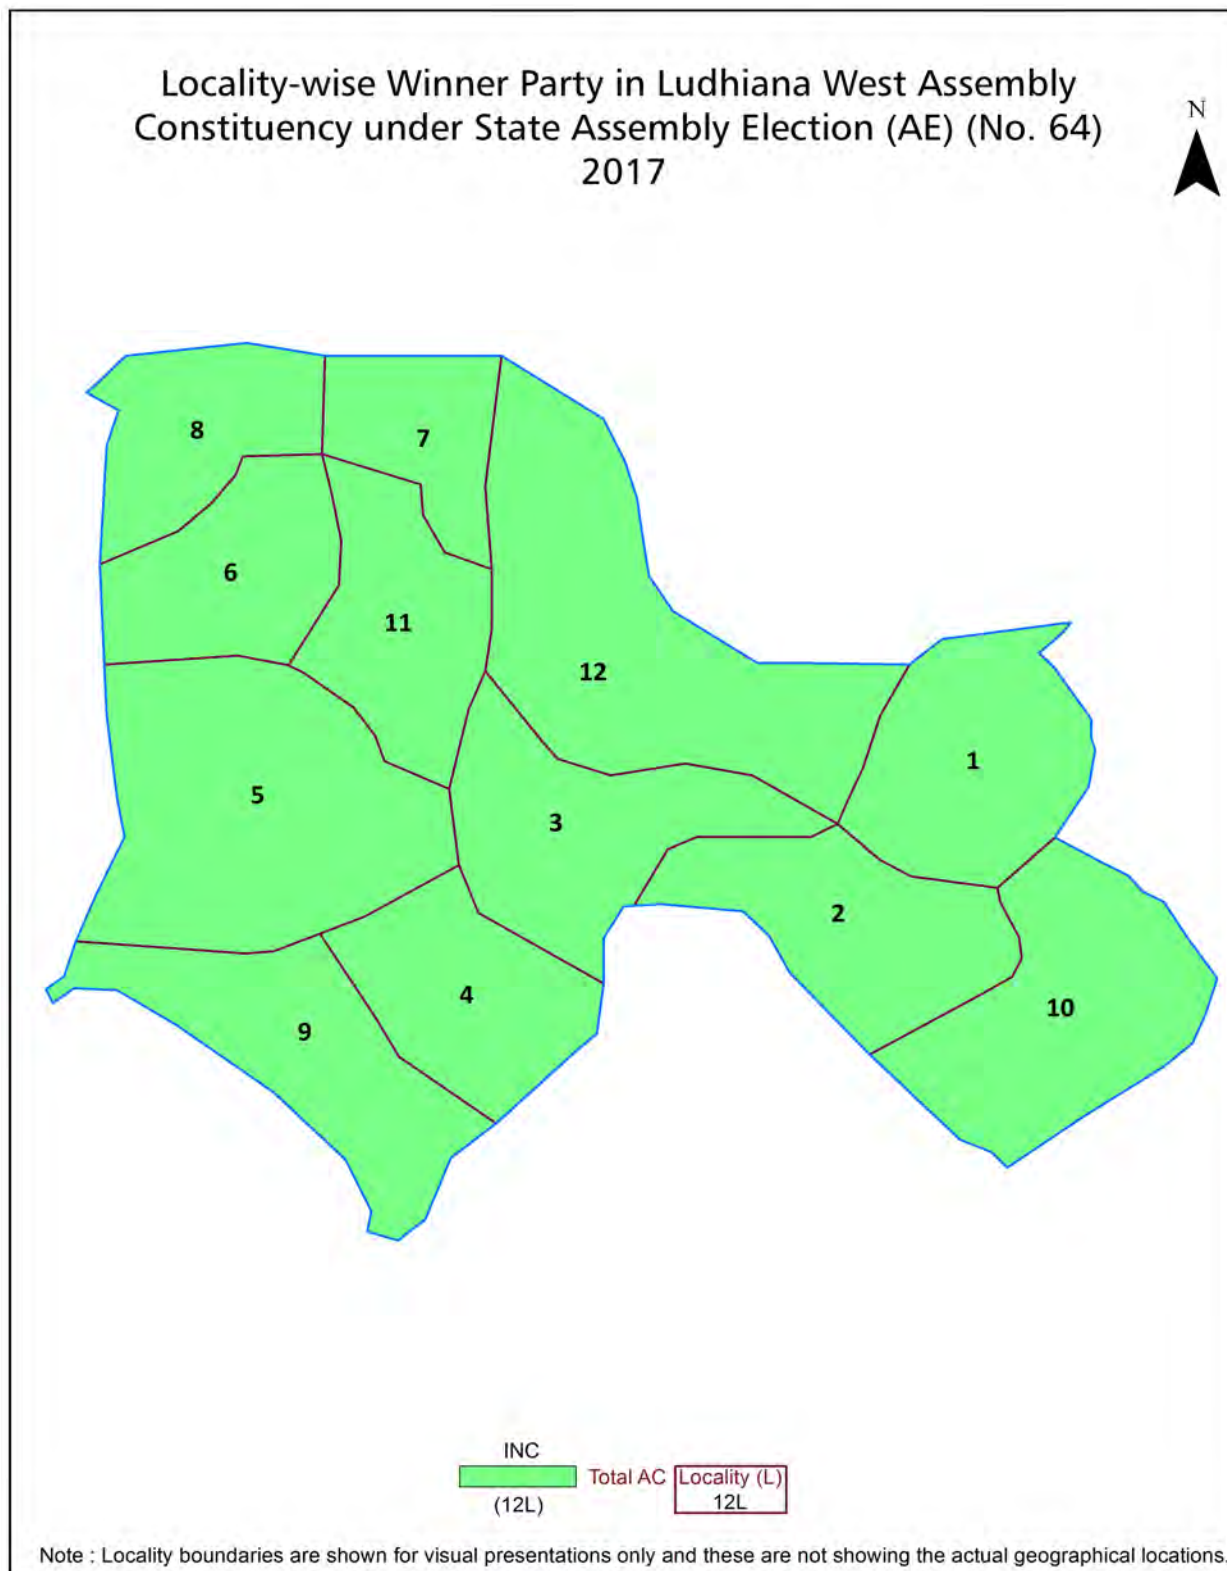 Locality-wise Winner Party in Ludhiana West Assembly
Constituency under State Assembly Election (AE) (No. 64)
2017
N
8
7
6
11
12
1
5
3
2
4
10
9
INC
Total AC
Locality (L)
(12L)
12L
Note : Locality boundaries are shown for visual presentations only and these are not showing the actual geographical locations.